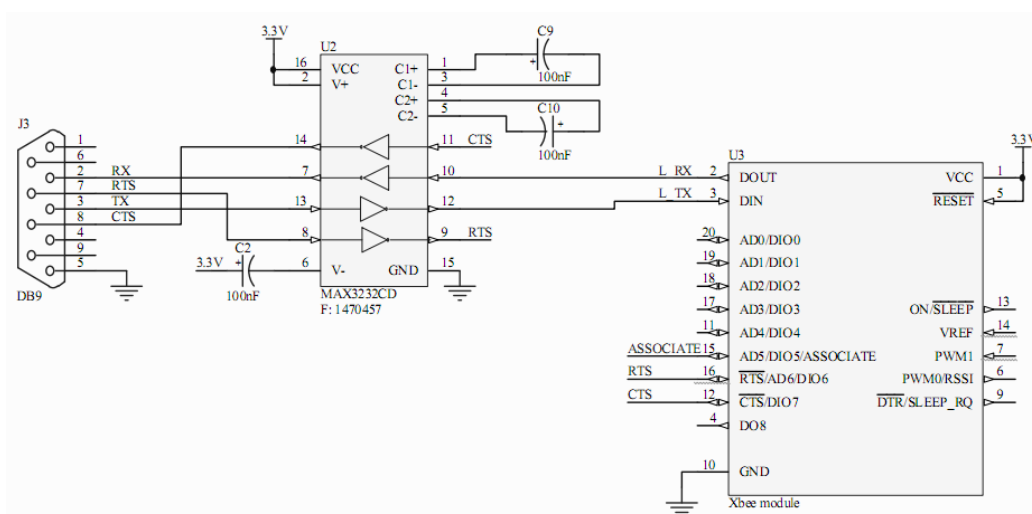 J3
1
6
2
7
3
8
4
9
5
DB9
RX
RTS
TX
CTS
3.3V
C2
+
100nF
3.3V
U2
16 VCC
2 V+
C1+ 1
C1- 3
C2+ 4
C2- 5
14
11 CTS
7
10
13
12
8
9 RTS
6 V-
GND 15
MAX3232CD
F: 1470457
C9
+
100nF
C10
+
100nF
L_RX
L_TX
3.3V
U3
2 DOUT
3 DIN
20 AD0/DIO0
19 AD1/DIO1
18 AD2/DIO2
17 AD3/DIO3
11 AD4/DIO4
ASSOCIATE 15 AD5/DIO5/ASSOCIATE
RTS 16 RTS/AD6/DIO6
CTS 12 CTS/DIO7
4 DO8
10 GND
VCC 1
RESET 5
ON/SLEEP 13
VREF 14
PWM1 7
PWM0/RSSI 6
DTR/SLEEP_RQ 9
Xbee module